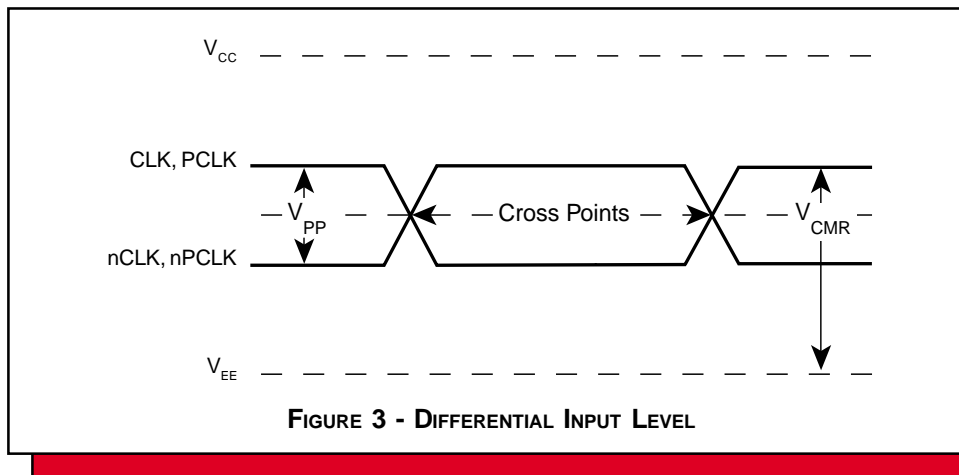 VCC
CLK, PCLK
VPP
Cross Points
VCMR
nCLK, nPCLK
VEE
FIGURE 3 - DIFFERENTIAL INPUT LEVEL